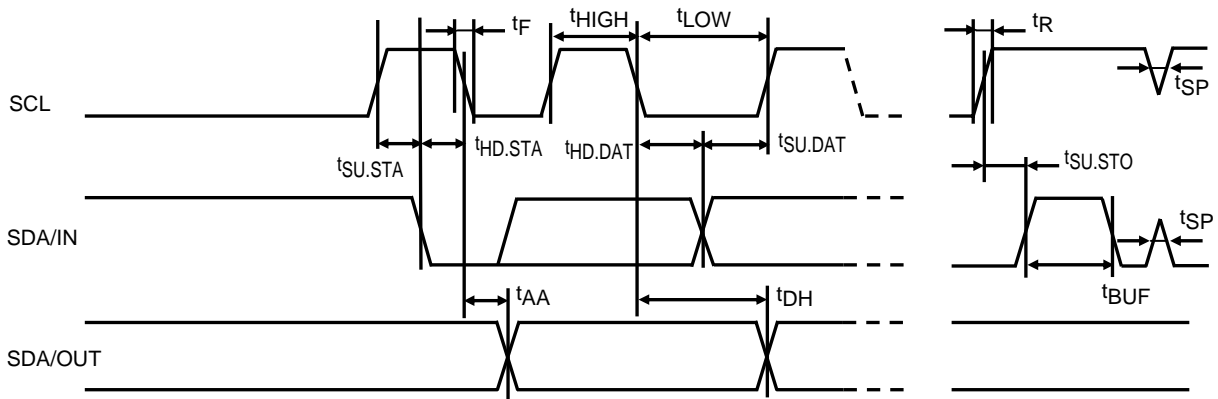 tF
tHIGH
tLOW
tR
SCL
tSP
tSU.STA
tHD.STA
tHD.DAT
tSU.DAT
tSU.STO
SDA/IN
tSP
tAA
tDH
tBUF
SDA/OUT